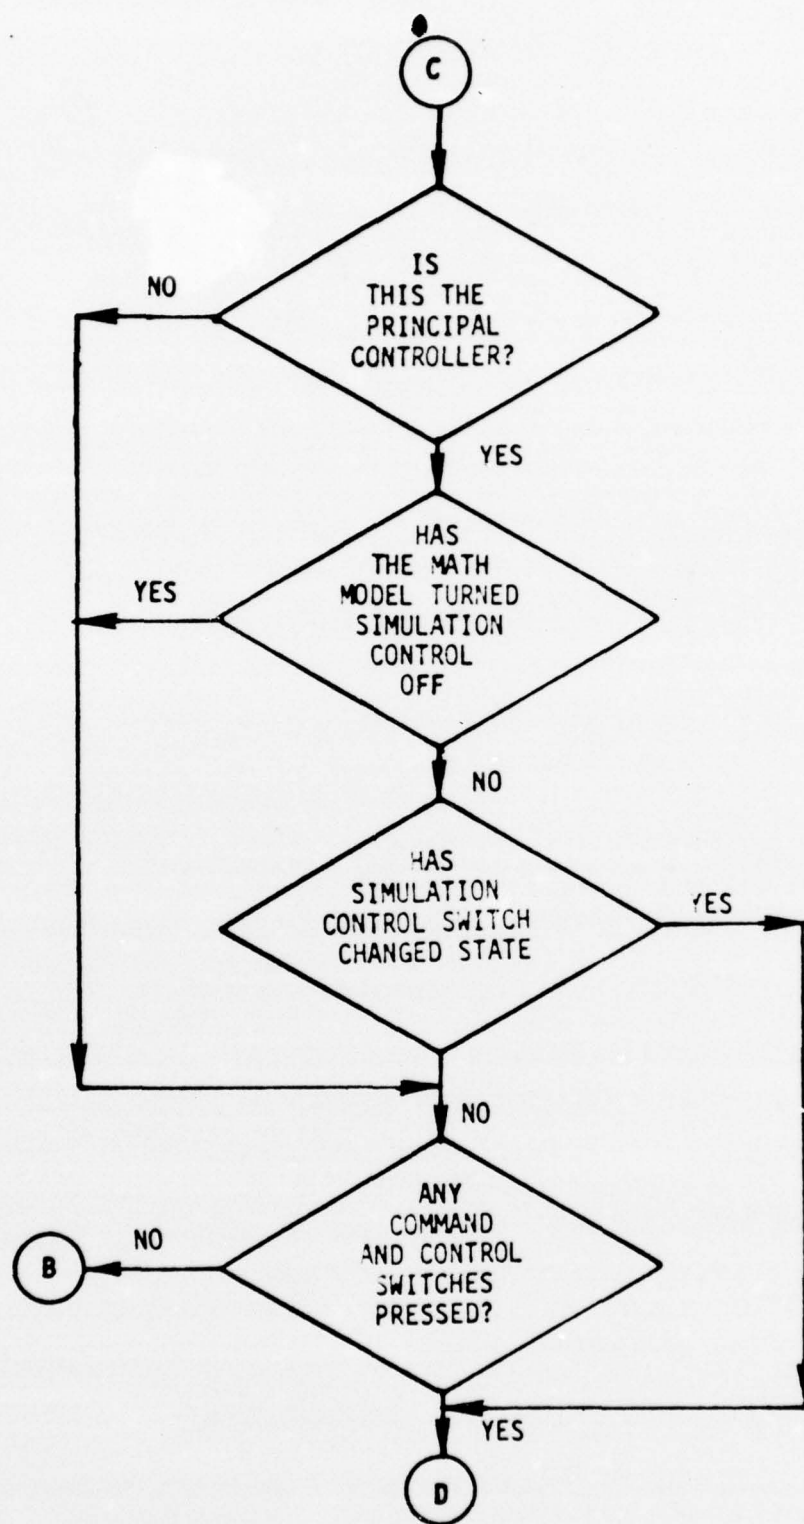 C
IS
THIS THE
PRINCIPAL
CONTROLLER?
NO
YES
HAS
THE MATH
MODEL TURNED
SIMULATION
CONTROL
OFF
YES
NO
HAS
SIMULATION
CONTROL SWITCH
CHANGED STATE
YES
NO
ANY
COMMAND
AND CONTROL
SWITCHES
PRESSED?
NO
B
YES
D